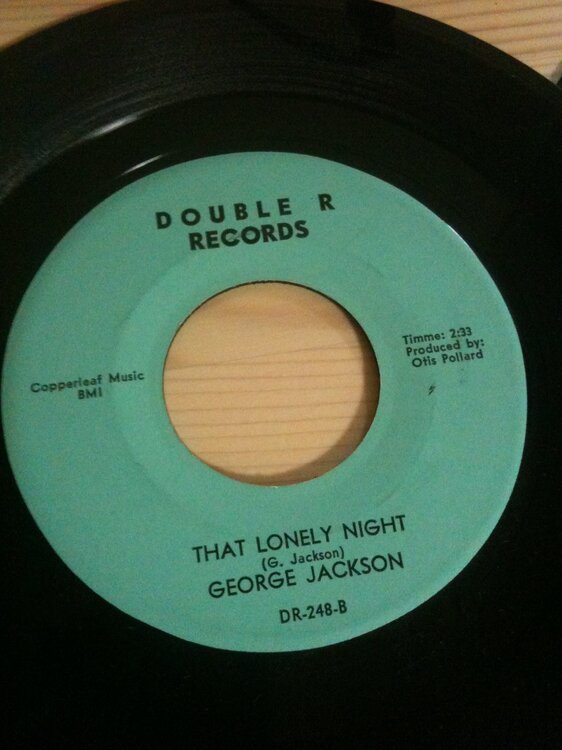 DOUBLE R
RECORDS
Copperleaf Music
BMI
Timme: 2:33
Produced by:
Otis Pollard
THAT LONELY NIGHT
(G. Jackson)
GEORGE JACKSON
DR-248-B